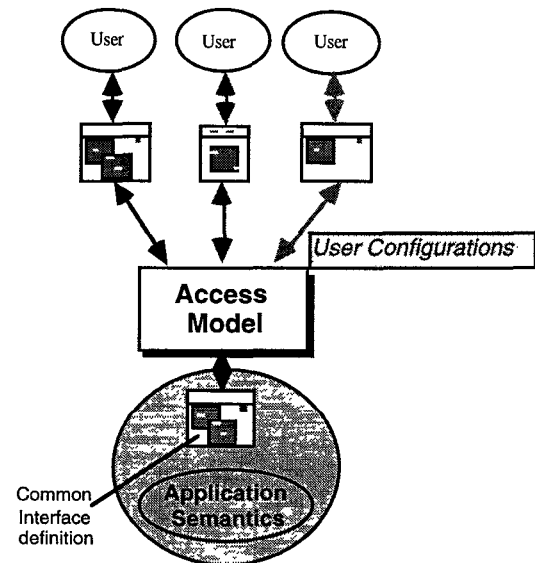 User
User
User
User Configurations
Access
Model
Application
Semantics
Common
Interface
definition